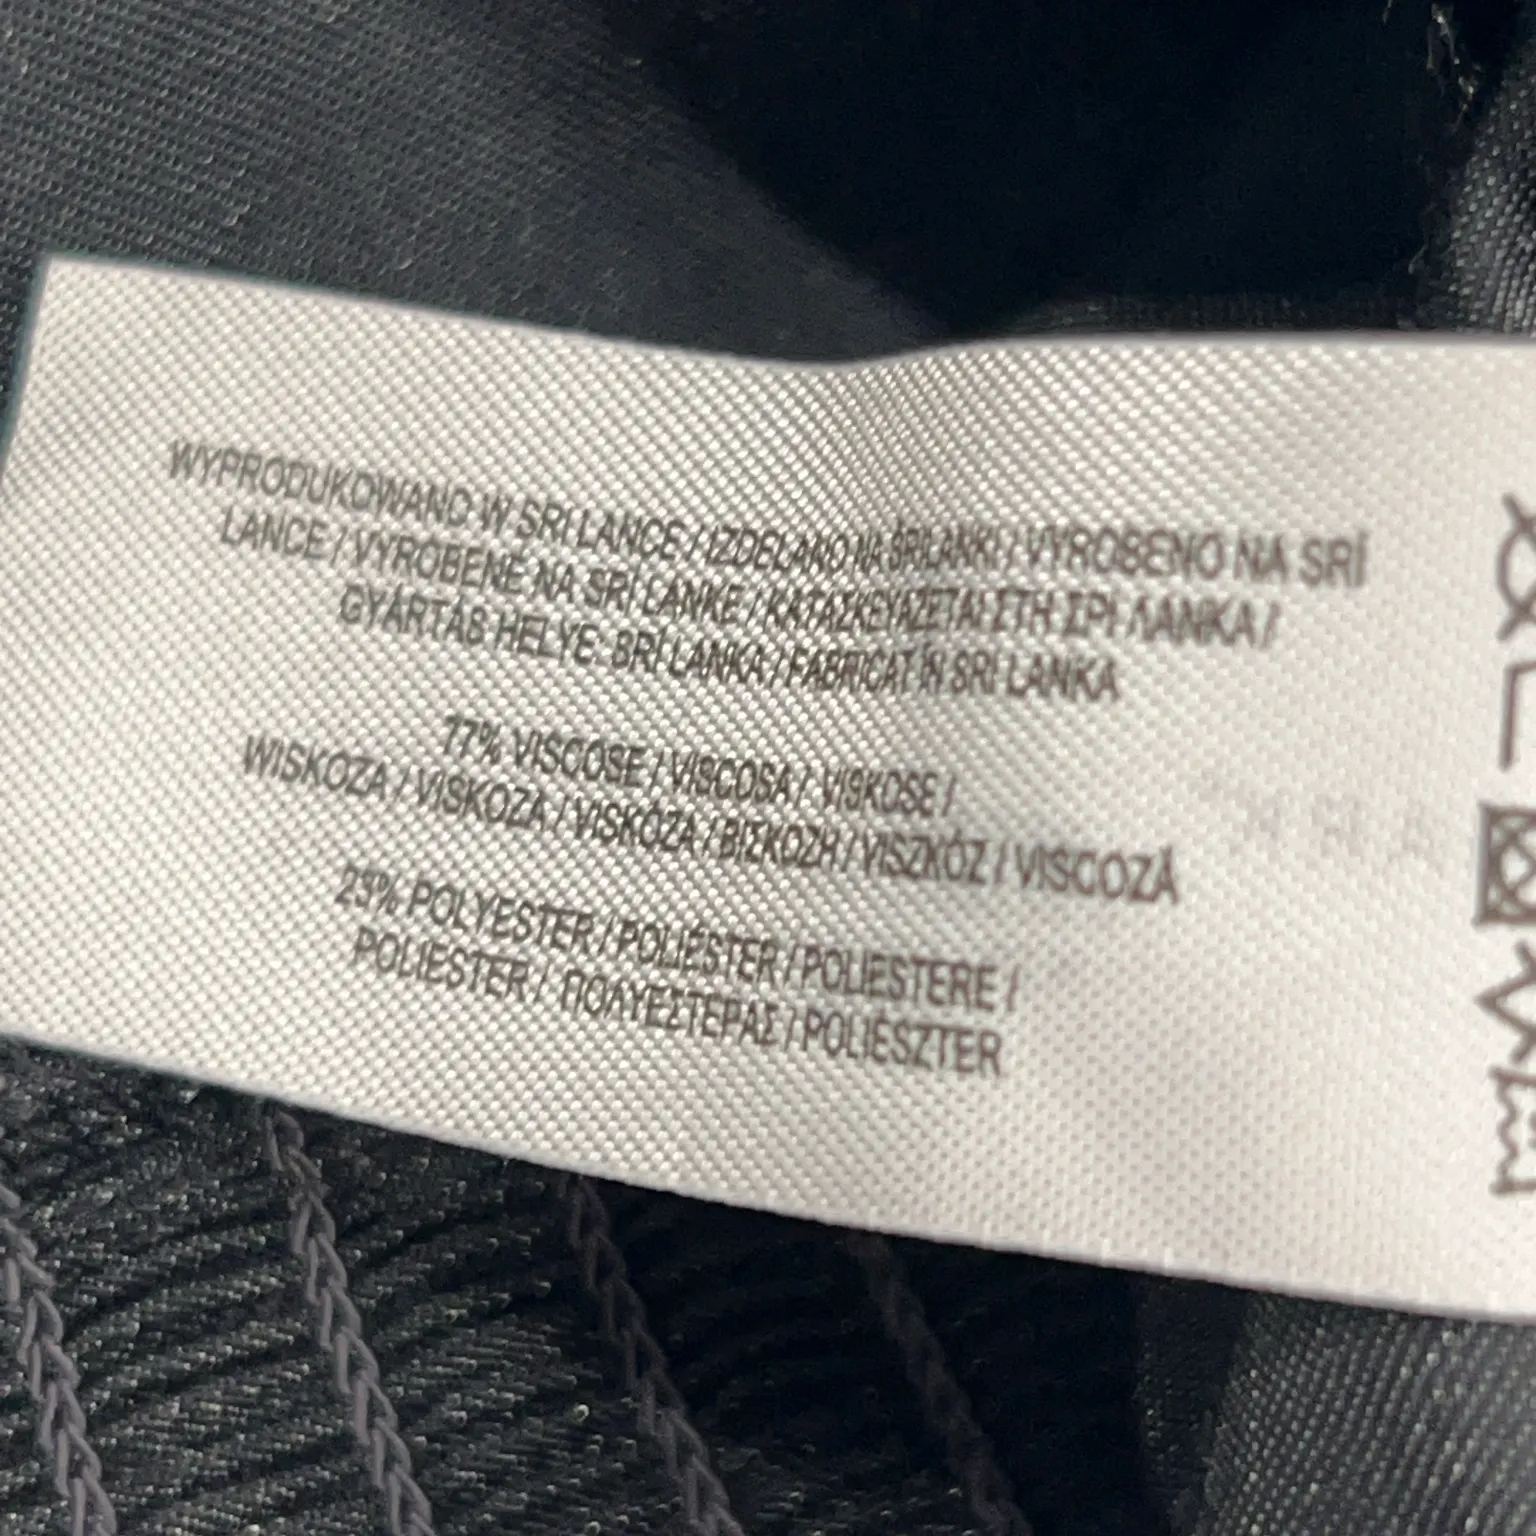 WYPRODUKOWANO W SRI LANCE / IZDELANO NA ŠRILANKI / VYROBENO NA SRÍ
LANCE / VYROBENÉ NA SRÍ LANKE / ΚΑΤΑΣΚΕΥΑΖΕΤΑΙ ΣΤΗ ΣΡΙ ΛΑΝΚΑ /
GYÁRTÁS HELYE: SRÍ LANKA / FABRICAT ÎN SRI LANKA
77% VISCOSE / VISCOSA / VISKOSE /
WISKOZA / VISKOZA / VISKÓZA / ΒΙΣΚΟΖΗ / VISZKÓZ / VISCOZĂ
23% POLYESTER / POLIÉSTER / POLIESTERE /
POLIESTER / ΠΟΛΥΕΣΤΕΡΑΣ / POLIÉSZTER